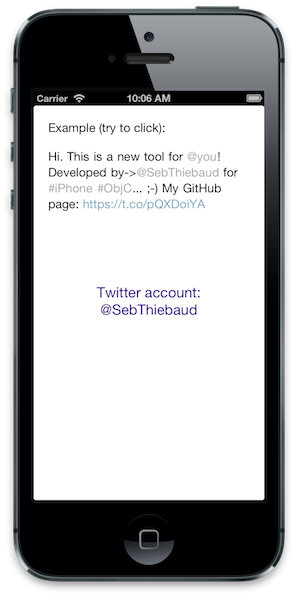 Carrier 10:06 AM
Example (try to click):
Hi. This is a new tool for @you!
Developed by->@SebThiebaud for
#iPhone #ObjC... ;-) My GitHub
page: https://t.co/pQXDoiYA
Twitter account:
@SebThiebaud